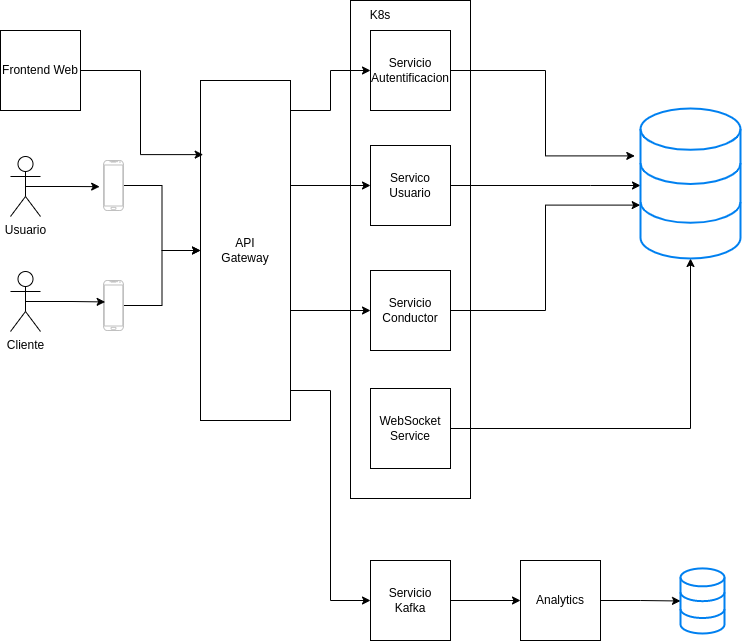 K8s
Frontend Web
Servicio
Autentificacion
Usuario
Servico
Usuario
API
Gateway
Cliente
Servicio
Conductor
WebSocket
Service
Servicio
Kafka
Analytics